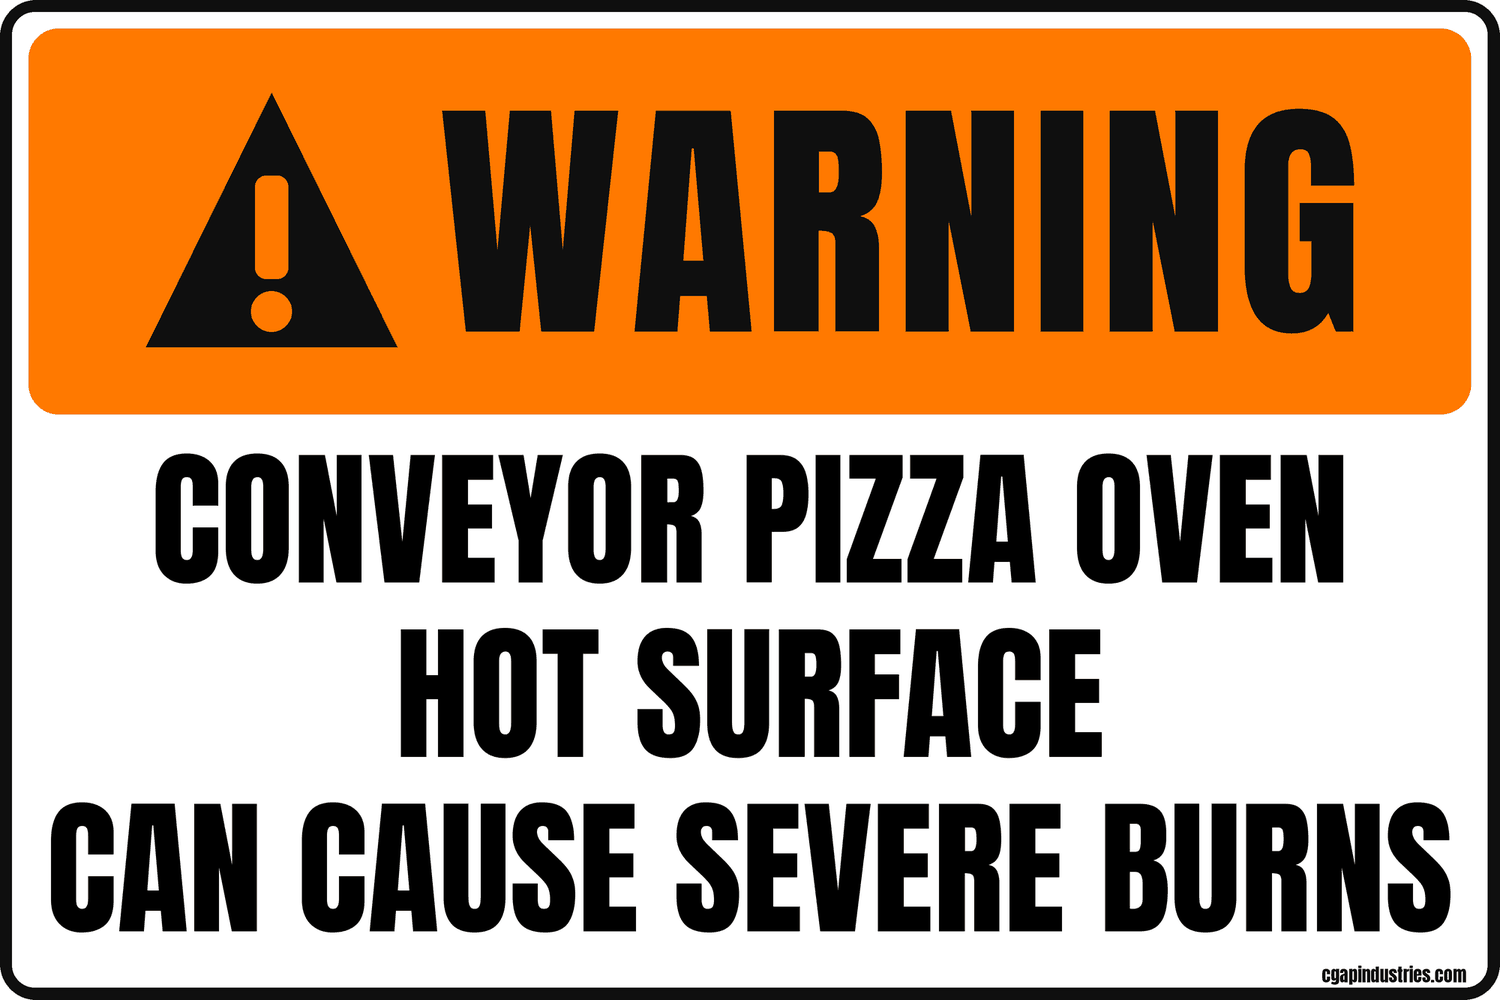 WARNING
CONVEYOR PIZZA OVEN
HOT SURFACE
CAN CAUSE SEVERE BURNS
cgapindustries.com